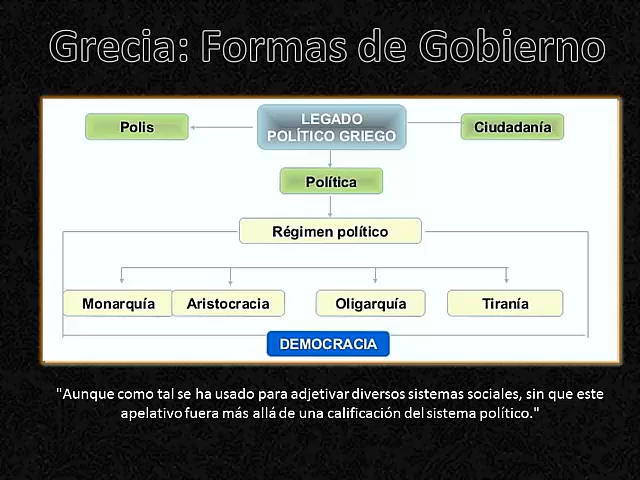 Grecia: Formas de Gobierno
LEGADO
POLÍTICO GRIEGO
Polis
Ciudadanía
Política
Régimen político
Monarquía
Aristocracia
Oligarquía
Tiranía
DEMOCRACIA
"Aunque como tal se ha usado para adjetivar diversos sistemas sociales, sin que este
apelativo fuera más allá de una calificación del sistema político."